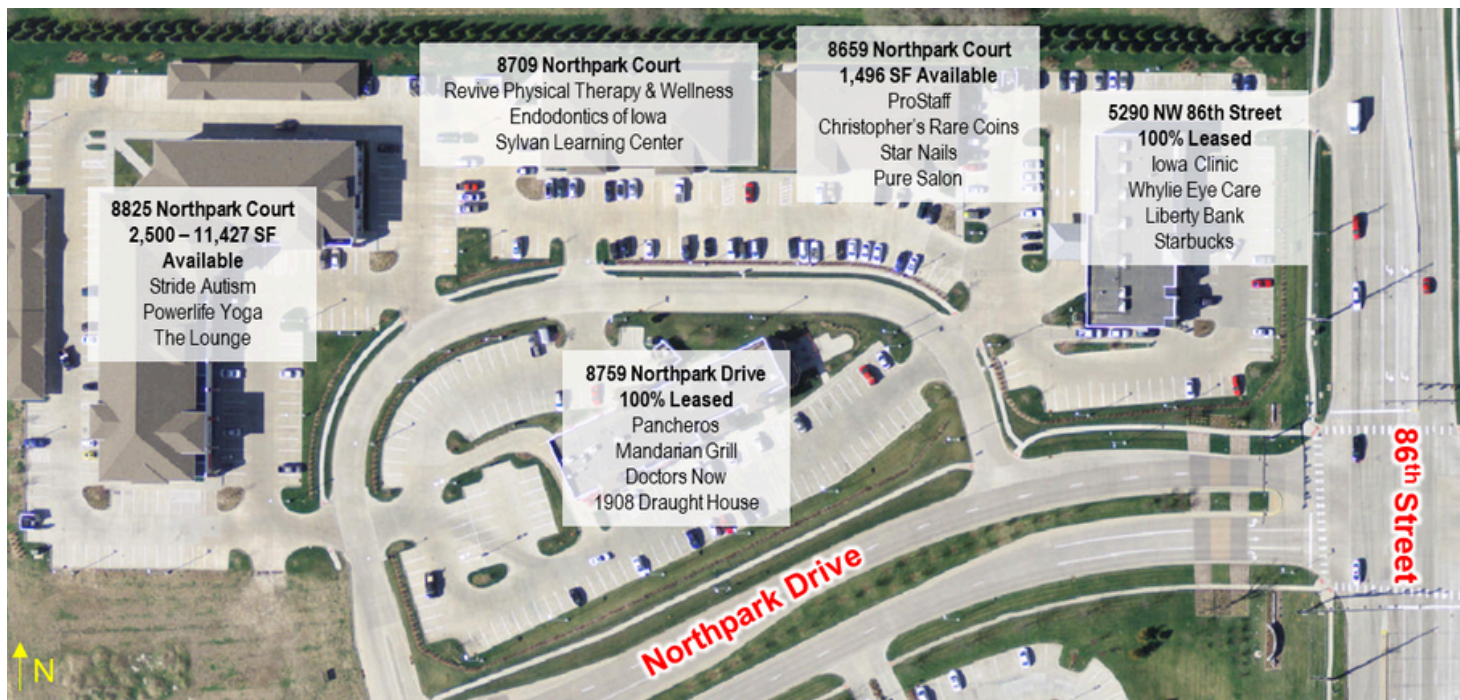 8709 Northpark Court
Revive Physical Therapy & Wellness
Endodontics of Iowa
Sylvan Learning Center
8659 Northpark Court
1,496 SF Available
ProStaff
Christopher's Rare Coins
Star Nails
Pure Salon
5290 NW 86th Street
100% Leased
Iowa Clinic
Whylie Eye Care
Liberty Bank
Starbucks
8825 Northpark Court
2,500 – 11,427 SF
Available
Stride Autism
Powerlife Yoga
The Lounge
8759 Northpark Drive
100% Leased
Pancheros
Mandarian Grill
Doctors Now
1908 Draught House
86th Street
Northpark Drive
N